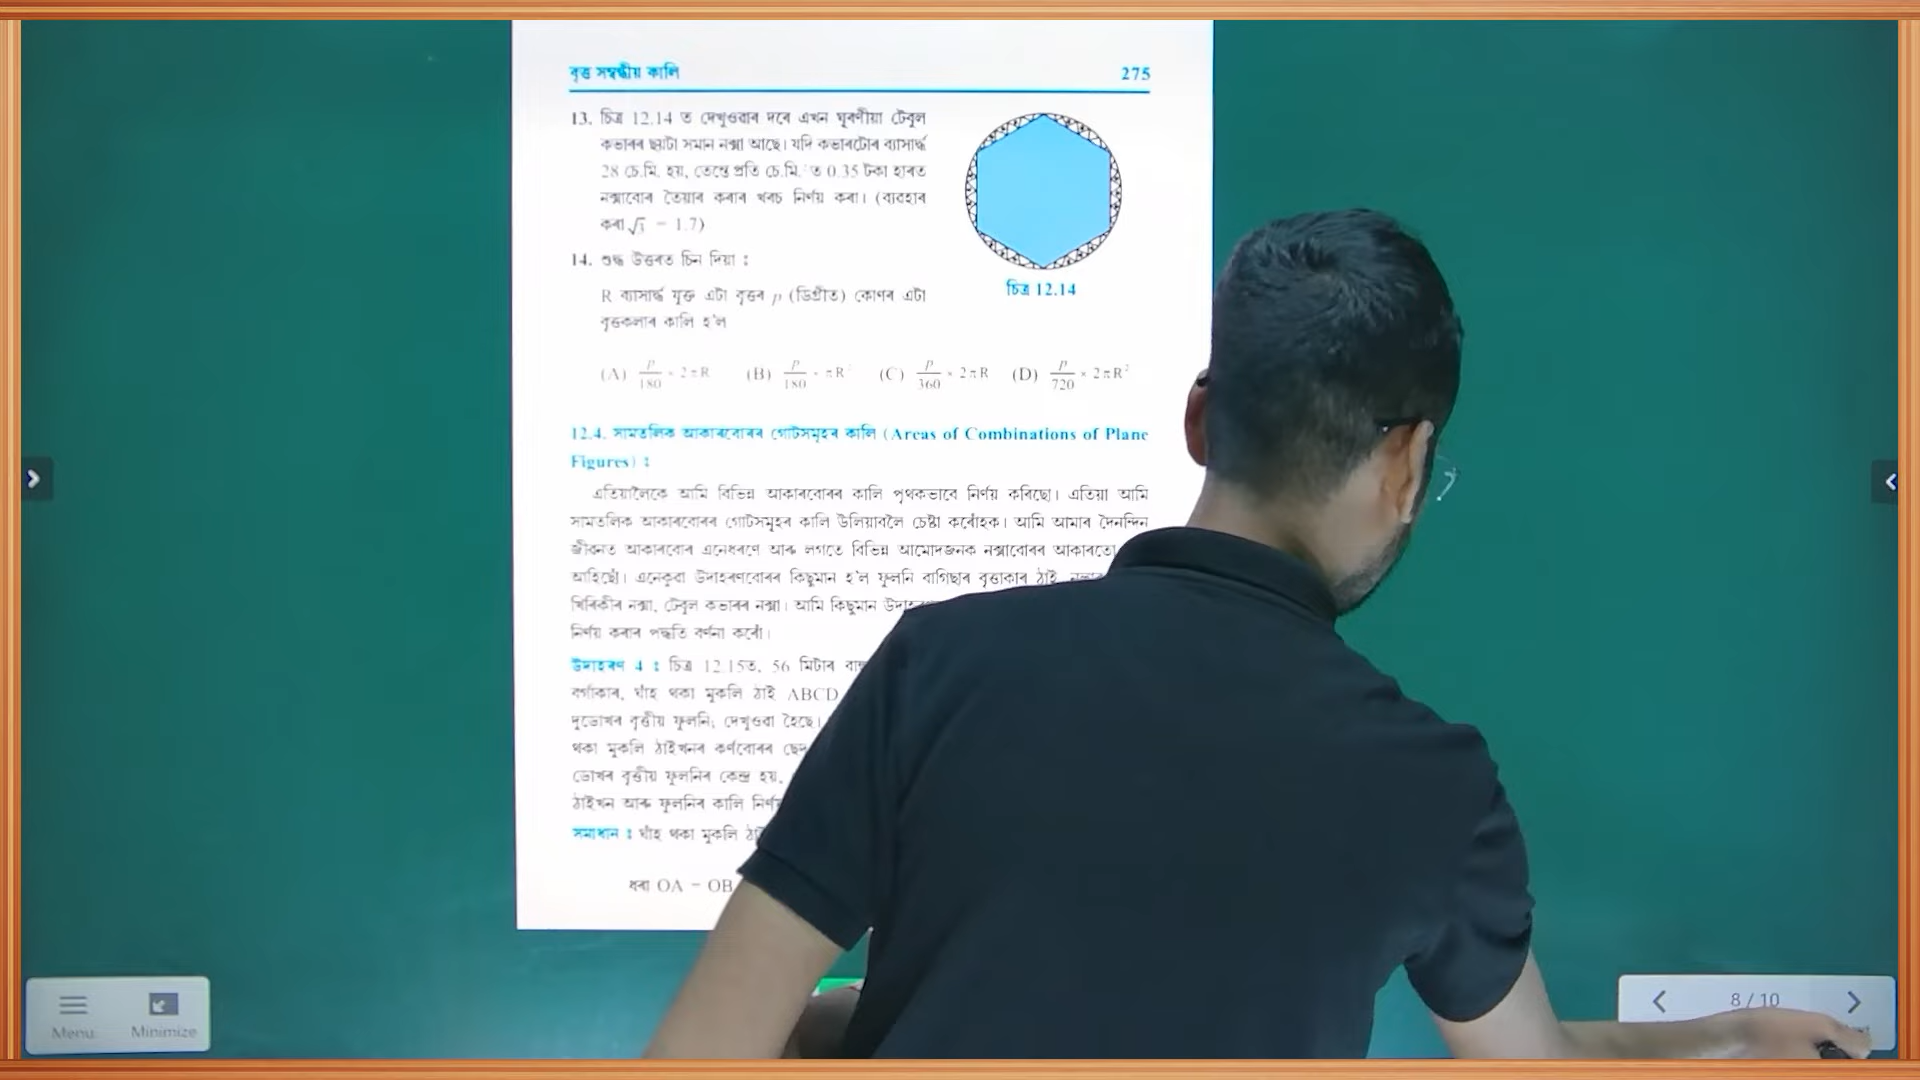 বৃত্ত সম্বন্ধীয় কালি 275
13. চিত্ৰ 12.14 ত দেখুওৱাৰ দৰে এখন ঘূৰণীয়া টেবুল
কভাৰৰ ছয়টা সমান নক্সা আছে। যদি কভাৰটোৰ ব্যাসাৰ্দ্ধ
28 চে.মি. হয়, তেন্তে প্ৰতি চে.মি.² ত 0.35 টকা হাৰত
নক্সাবোৰ তৈয়াৰ কৰাৰ খৰচ নিৰ্ণয় কৰা। (ব্যৱহাৰ
কৰা √3 = 1.7)
চিত্ৰ 12.14
14. শুদ্ধ উত্তৰত চিন দিয়া :
R ব্যাসাৰ্দ্ধ যুক্ত এটা বৃত্তৰ p (ডিগ্ৰীত) কোণৰ এটা
বৃত্তকলাৰ কালি হ'ল
(A) p/180 × 2πR (B) p/180 × πR² (C) p/360 × 2πR (D) p/720 × 2πR²
12.4. সামতলিক আকাৰবোৰৰ গোটসমূহৰ কালি (Areas of Combinations of Plane
Figures) :
এতিয়ালৈকে আমি বিভিন্ন আকাৰবোৰৰ কালি পৃথকভাবে নিৰ্ণয় কৰিছো। এতিয়া আমি
সামতলিক আকাৰবোৰৰ গোটসমূহৰ কালি উলিয়াবলৈ চেষ্টা কৰোঁহক। আমি আমাৰ দৈনন্দিন
জীৱনত আকাৰবোৰ এনেধৰণে আৰু লগতে বিভিন্ন আমোদজনক নক্সাবোৰৰ আকাৰতো
আহিছোঁ। এনেকুৱা উদাহৰণবোৰৰ কিছুমান হ'ল ফুলনি বাগিছাৰ বৃত্তাকাৰ ঠাই
খিৰিকীৰ নক্সা, টেবুল কভাৰৰ নক্সা। আমি কিছুমান
নিৰ্ণয় কৰাৰ পদ্ধতি বৰ্ণনা কৰোঁ।
উদাহৰণ 4 : চিত্ৰ 12.15ত, 56 মিটাৰ
বৰ্গাকাৰ, ঘাঁহ থকা মুকলি ঠাই ABCD
দুডোখৰ বৃত্তীয় ফুলনি; দেখুওৱা হৈছে।
থকা মুকলি ঠাইখনৰ কৰ্ণবোৰৰ
ডোখৰ বৃত্তীয় ফুলনিৰ কেন্দ্ৰ হয়,
ঠাইখন আৰু ফুলনিৰ কালি
সমাধান : ঘাঁহ থকা মুকলি
ধৰা OA = OB
Menu
Minimize
8 / 10